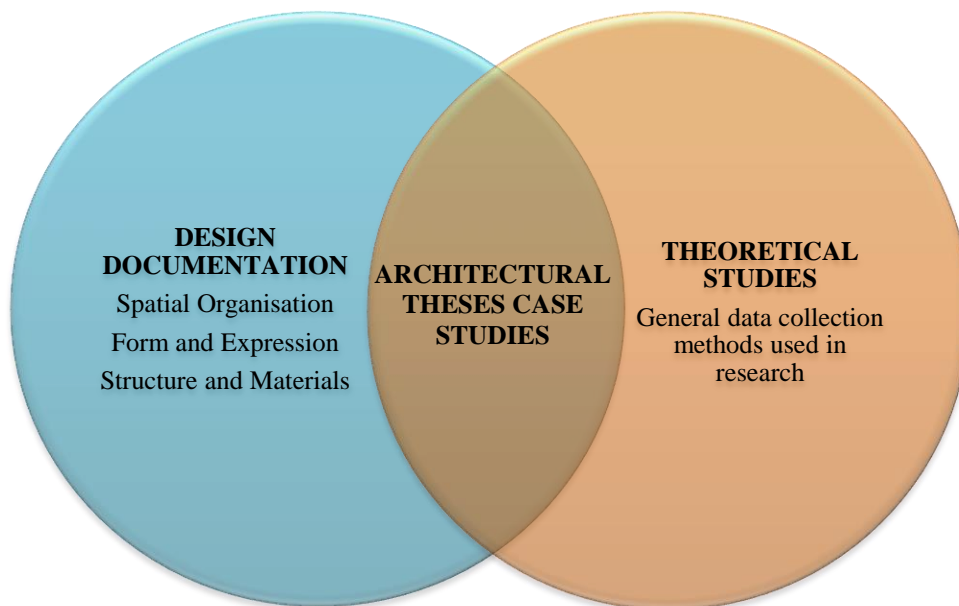 DESIGN
DOCUMENTATION
Spatial Organisation
Form and Expression
Structure and Materials
ARCHITECTURAL
THESES CASE
STUDIES
THEORETICAL
STUDIES
General data collection
methods used in
research